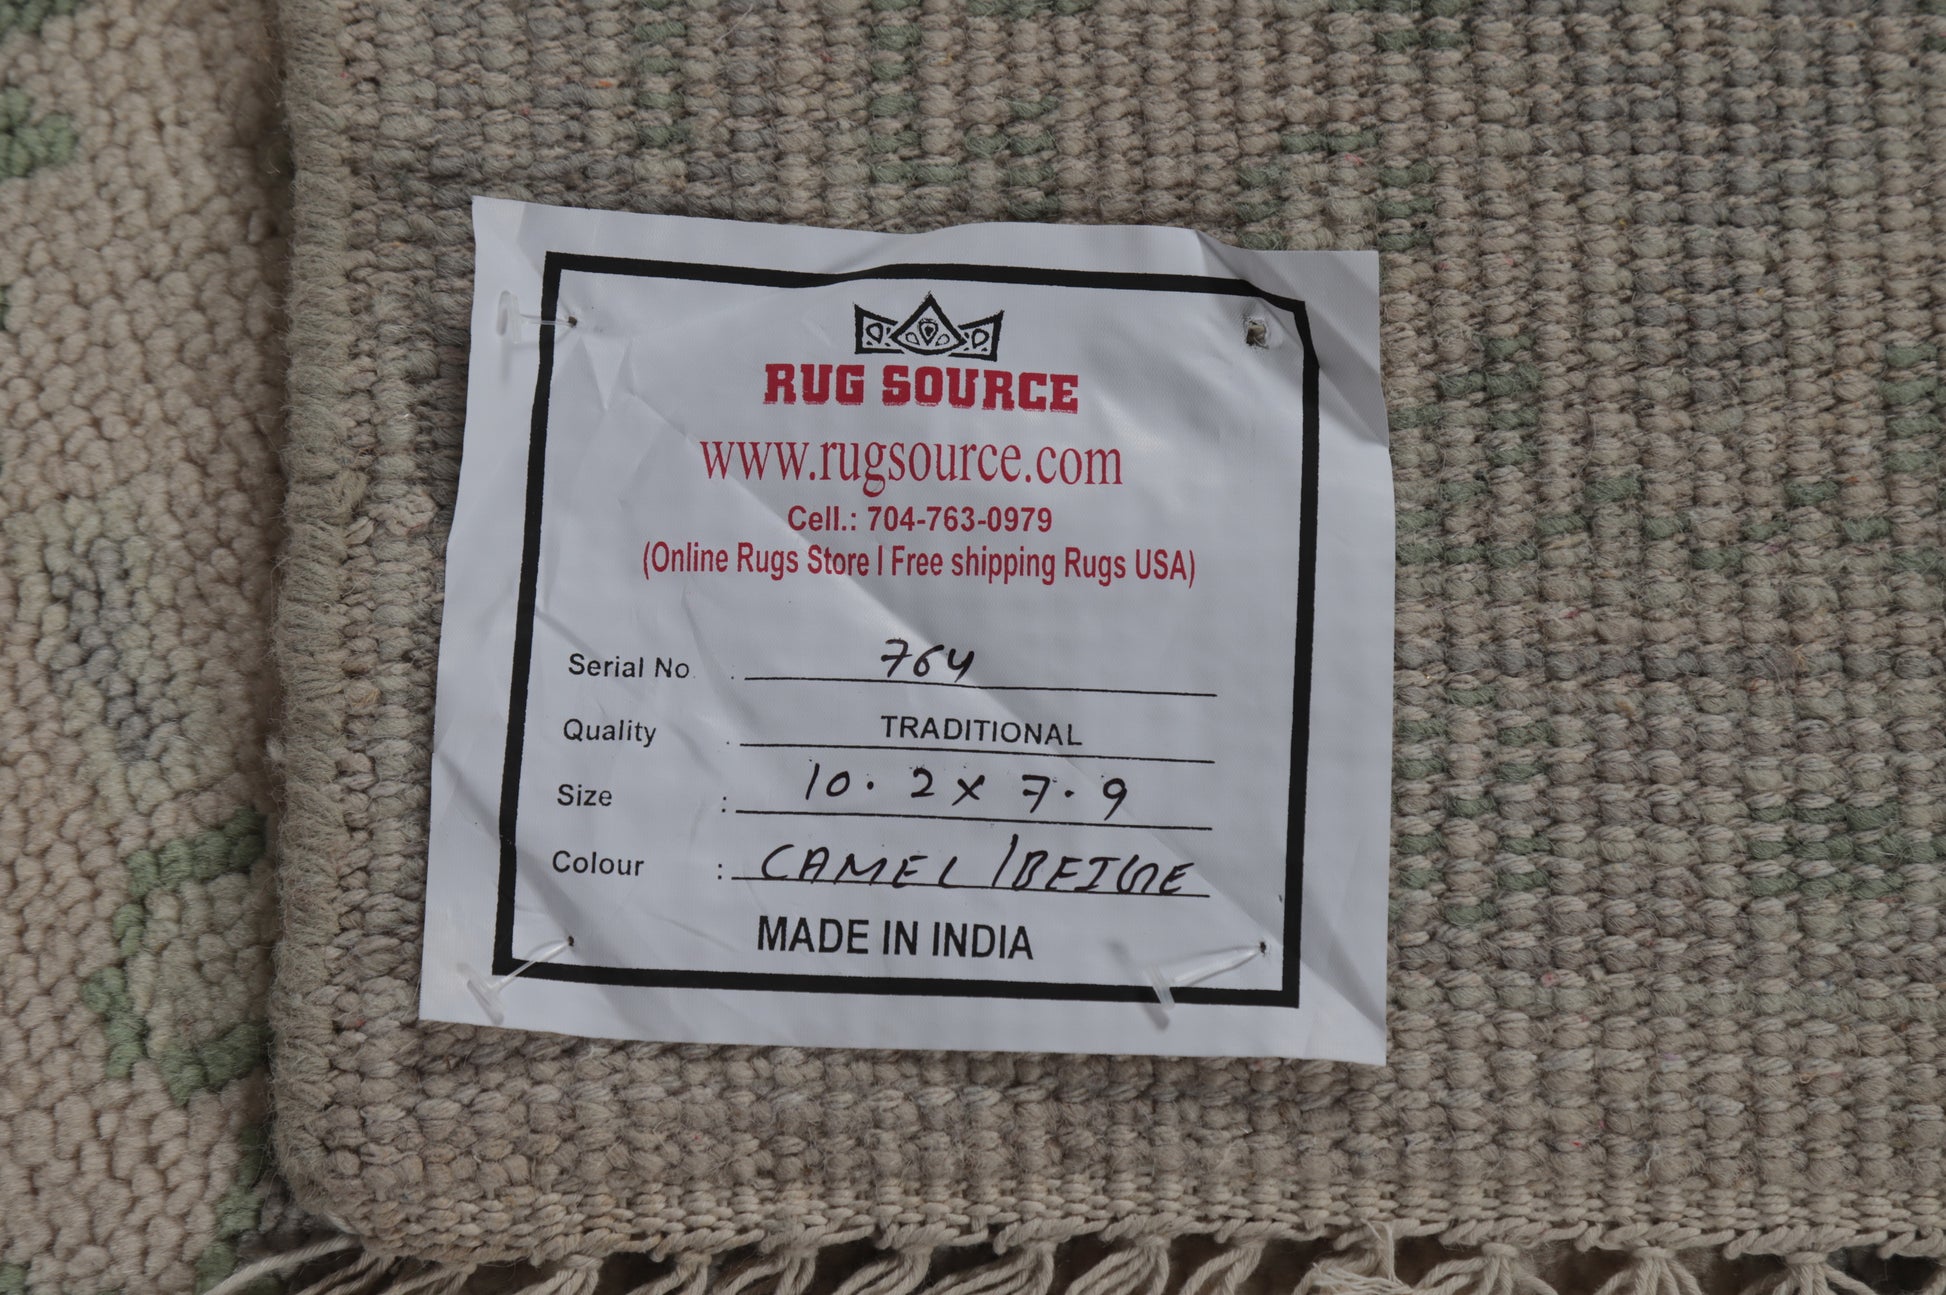 RUG SOURCE
www.rugsource.com
Cell.: 704-763-0979
(Online Rugs Store I Free shipping Rugs USA)
Serial No : 764
Quality : TRADITIONAL
Size : 10.2 x 7.9
Colour : CAMEL / BEIGE
MADE IN INDIA